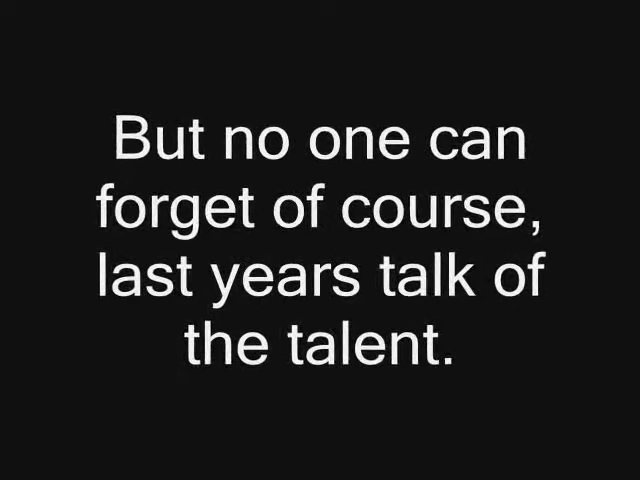 But no one can
forget of course,
last years talk of
the talent.